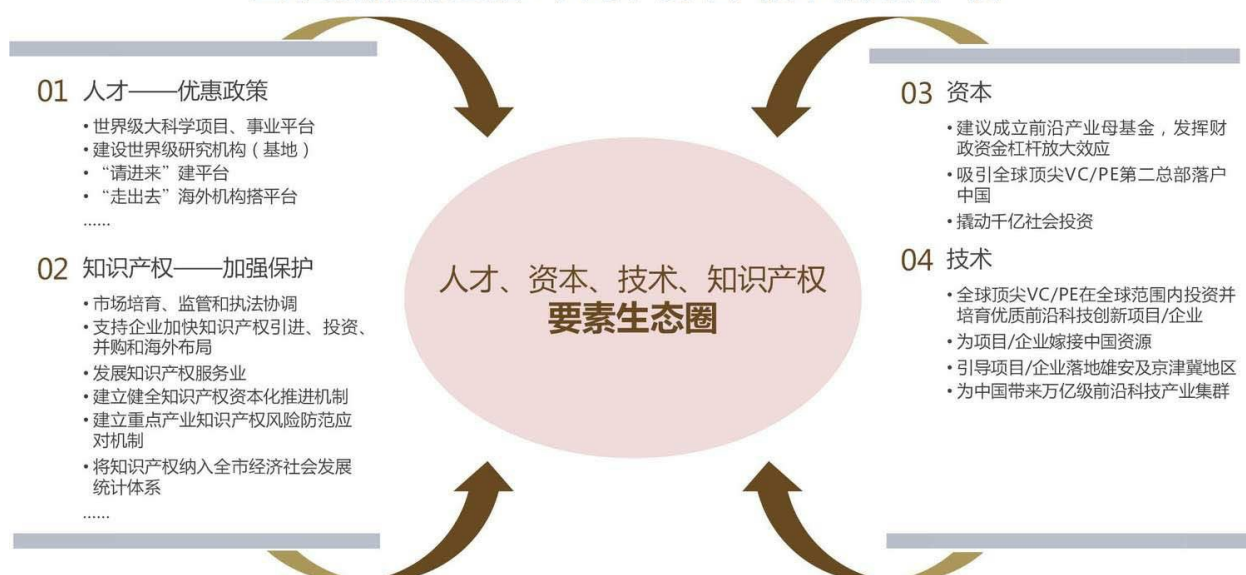 01 人才——优惠政策
• 世界级大科学项目、事业平台
• 建设世界级研究机构（基地）
• “请进来”建平台
• “走出去”海外机构搭平台
……
02 知识产权——加强保护
• 市场培育、监管和执法协调
• 支持企业加快知识产权引进、投资、
并购和海外布局
• 发展知识产权服务业
• 建立健全知识产权资本化推进机制
• 建立重点产业知识产权风险防范应
对机制
• 将知识产权纳入全市经济社会发展
统计体系
……
人才、资本、技术、知识产权
要素生态圈
03 资本
• 建议成立前沿产业母基金，发挥财
政资金杠杆放大效应
• 吸引全球顶尖VC/PE第二总部落户
中国
• 撬动千亿社会投资
04 技术
• 全球顶尖VC/PE在全球范围内投资并
培育优质前沿科技创新项目/企业
• 为项目/企业嫁接中国资源
• 引导项目/企业落地雄安及京津冀地区
• 为中国带来万亿级前沿科技产业集群